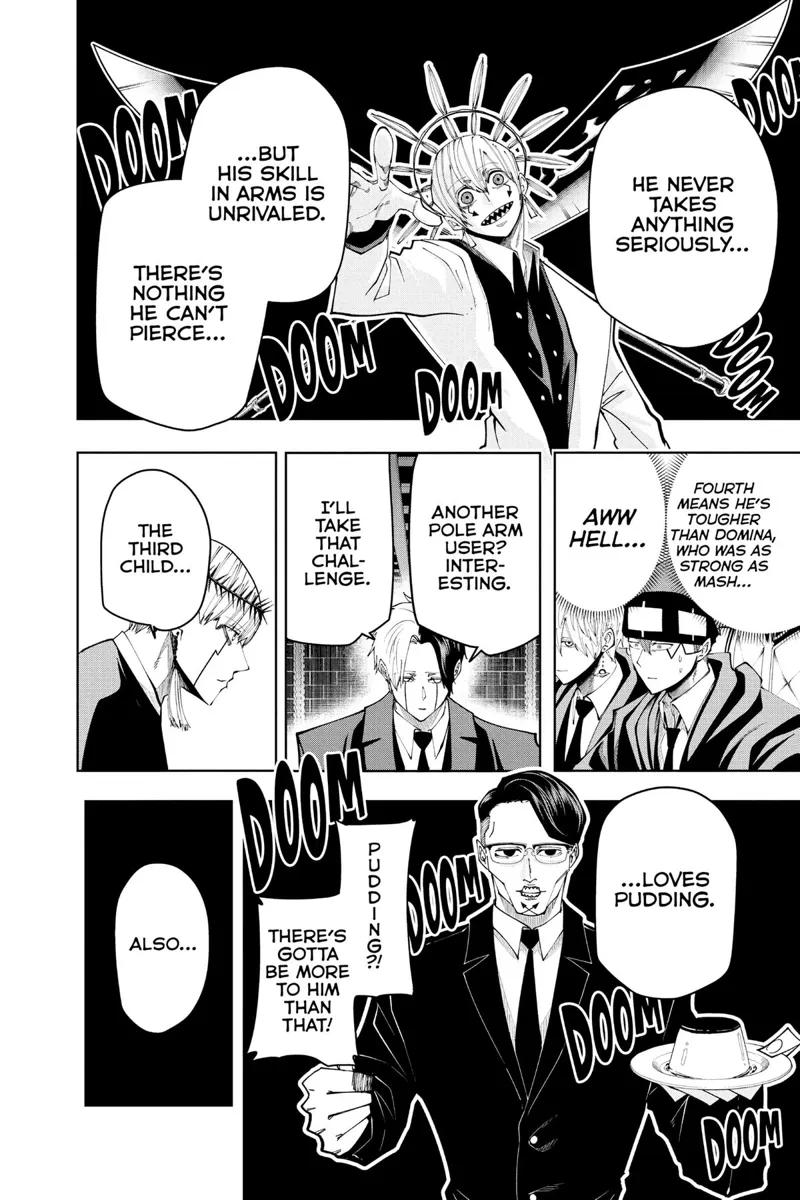 HE NEVER
TAKES
ANYTHING
SERIOUSLY...
...BUT
HIS SKILL
IN ARMS IS
UNRIVALED.
THERE'S
NOTHING
HE CAN'T
PIERCE...
DOOM
DOOM
DOOM
DOOM
DOOM
FOURTH
MEANS HE'S
TOUGHER
THAN DOMINA,
WHO WAS AS
STRONG AS
MASH...
AWW
HELL...
ANOTHER
POLE ARM
USER?
INTER-
ESTING.
I'LL
TAKE
THAT
CHAL-
LENGE.
THE
THIRD
CHILD...
...LOVES
PUDDING.
PUDDING?!
THERE'S
GOTTA
BE MORE
TO HIM
THAN
THAT!
DOOM
DOOM
DOOM
DOOM
ALSO...